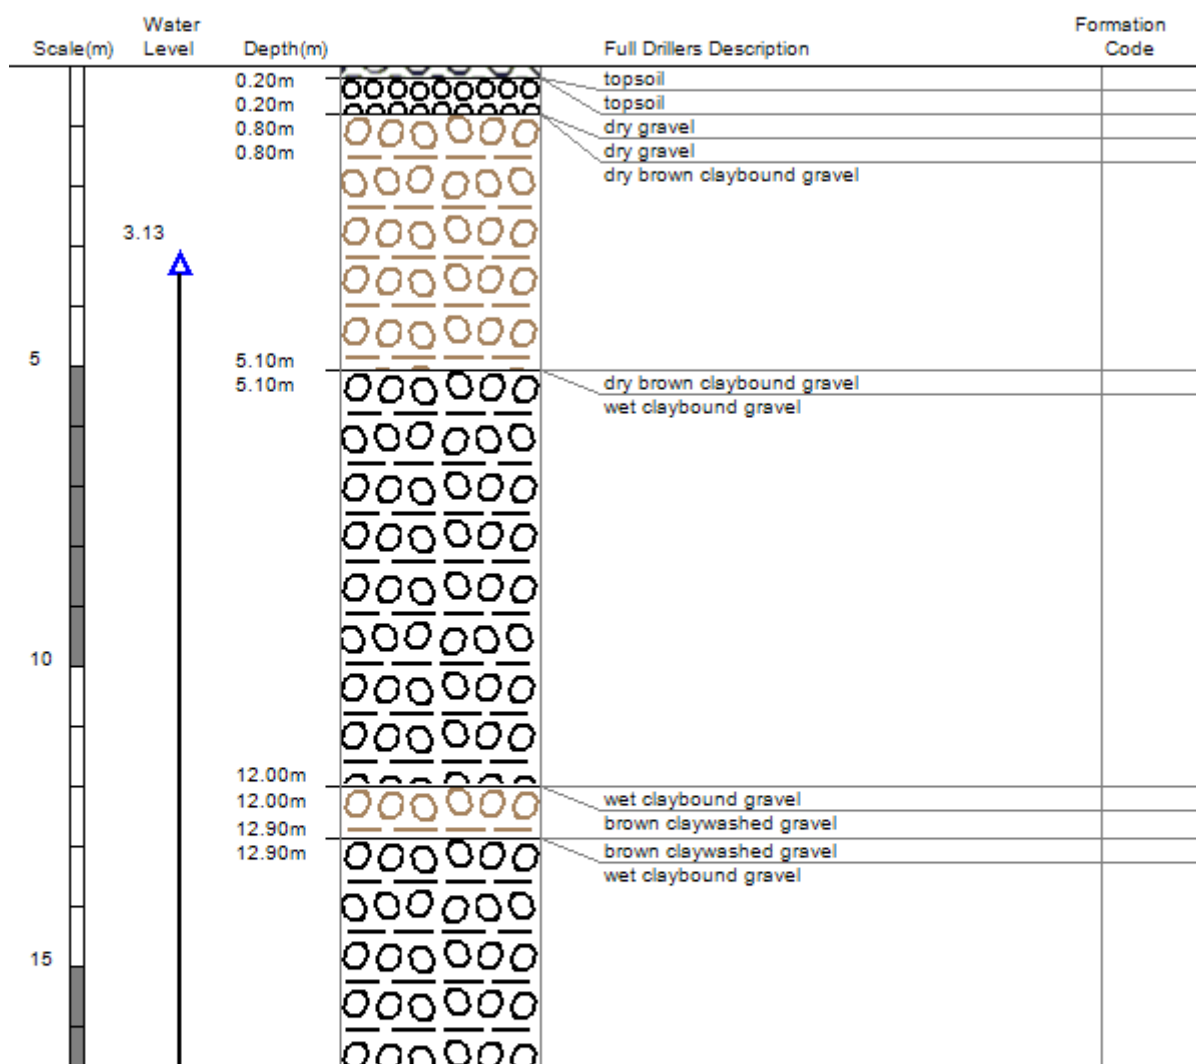 Water Formation
Scale(m) Level Depth(m) Full Drillers Description Code
0.20m topsoil
0.20m topsoil
0.80m dry gravel
0.80m dry gravel
dry brown claybound gravel
3.13
5 5.10m
5.10m dry brown claybound gravel
wet claybound gravel
10
12.00m
12.00m wet claybound gravel
12.90m brown claywashed gravel
12.90m brown claywashed gravel
wet claybound gravel
15